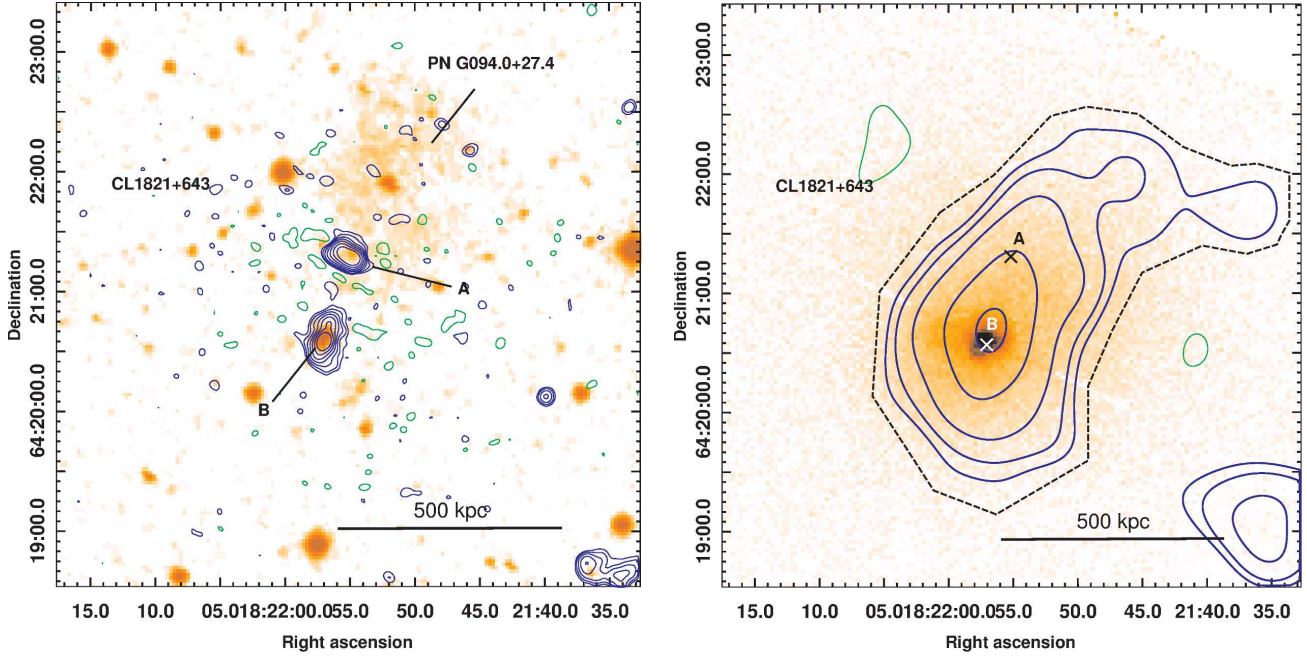 PN G094.0+27.4
CL1821+643
A
B
500 kpc
Declination
23:00.0
22:00.0
21:00.0
64:20:00.0
19:00.0
15.0 10.0 05.018:22:00.055.0 50.0 45.0 21:40.0 35.0
Right ascension
CL1821+643
A
B
500 kpc
Declination
23:00.0
22:00.0
21:00.0
64:20:00.0
19:00.0
15.0 10.0 05.018:22:00.055.0 50.0 45.0 21:40.0 35.0
Right ascension